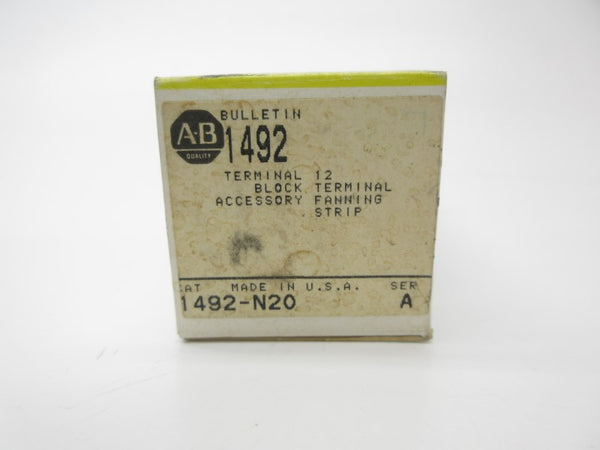 BULLETIN
A-B
QUALITY
1492
TERMINAL 12
BLOCK TERMINAL
ACCESSORY FANNING
STRIP
CAT MADE IN U.S.A. SER
1492-N20 A